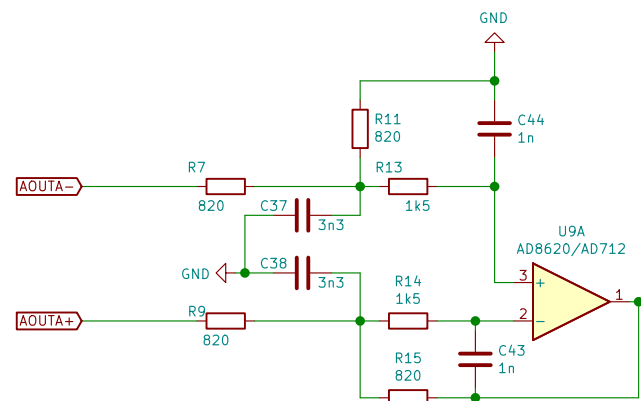 GND
R11
820
C44
1n
R7
R13
AOUTA-
820
1k5
C37
3n3
U9A
AD8620/AD712
GND
C38
3n3
R14
1k5
3
+
1
2
−
R9
AOUTA+
820
C43
1n
R15
820